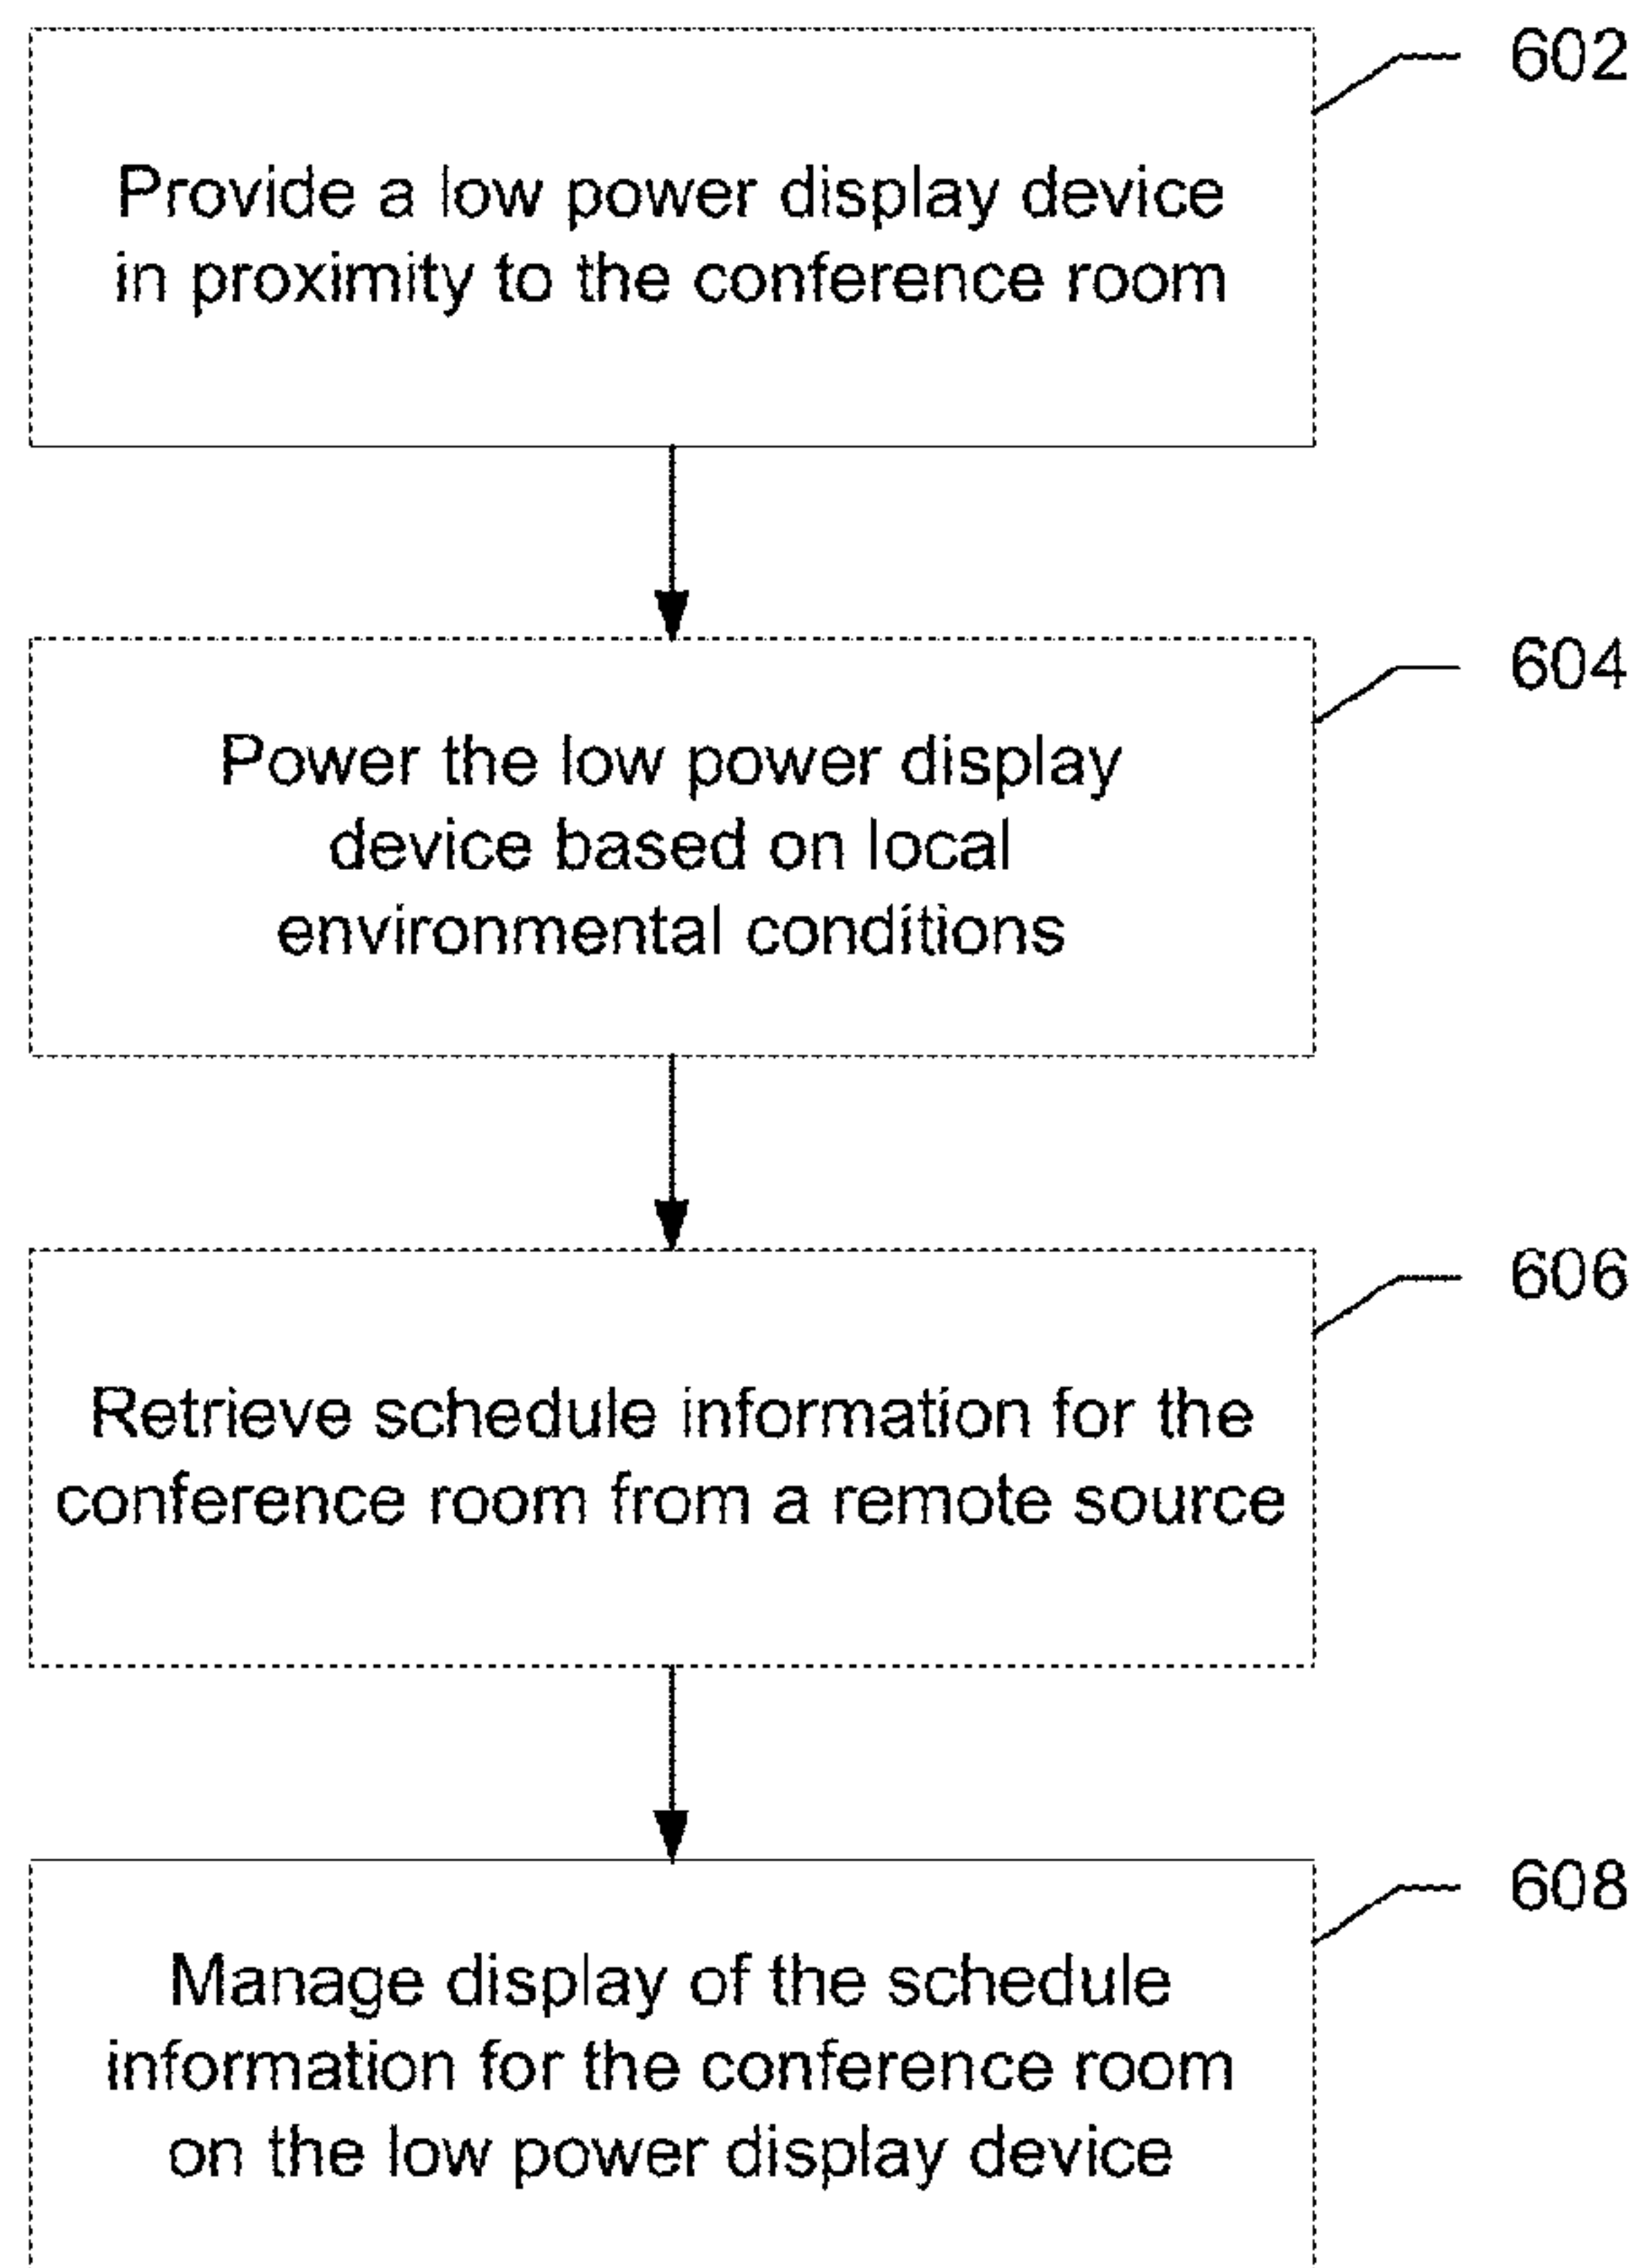 602
Provide a low power display device
in proximity to the conference room
604
Power the low power display
device based on local
environmental conditions
606
Retrieve schedule information for the
conference room from a remote source
608
Manage display of the schedule
information for the conference room
on the low power display device